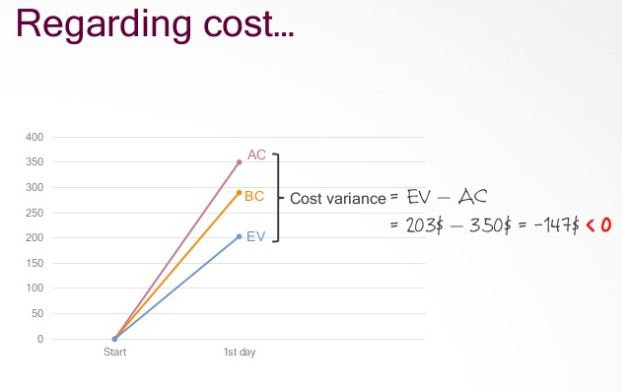 Regarding cost...
400
350
300
250
200
150
100
50
0
AC
BC
EV
Cost variance = EV – AC
= 203$ – 350$ = -147$ < 0
Start
1st day